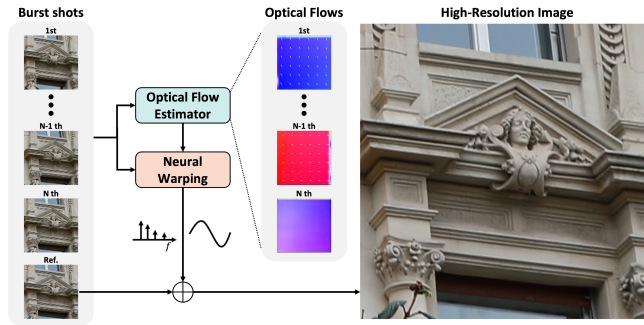 Burst shots
Optical Flows
High-Resolution Image
1st
1st
Optical Flow
Estimator
N-1 th
N-1 th
Neural
Warping
N th
N th
f
Ref.